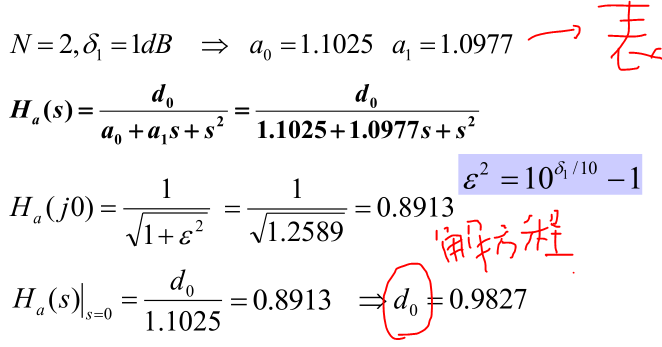 N = 2, δ₁ = 1dB ⇒ a₀ = 1.1025 a₁ = 1.0977 → 表
Hₐ(s) = d₀ / (a₀ + a₁s + s²) = d₀ / (1.1025 + 1.0977s + s²)
ε² = 10^(δ₁/10) − 1
Hₐ(j0) = 1 / √(1 + ε²) = 1 / √1.2589 = 0.8913
解方程
Hₐ(s)|ₛ₌₀ = d₀ / 1.1025 = 0.8913 ⇒ d₀ = 0.9827